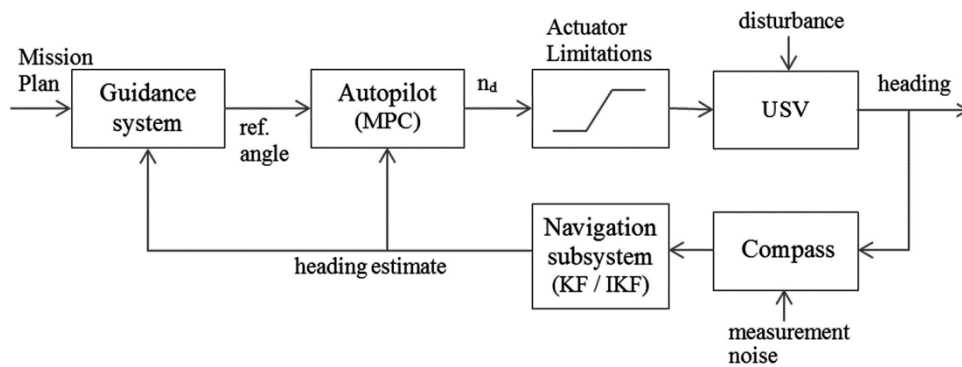 Mission
Plan
Guidance
system
ref.
angle
Autopilot
(MPC)
n_d
Actuator
Limitations
disturbance
USV
heading
Navigation
subsystem
(KF / IKF)
Compass
heading estimate
measurement
noise